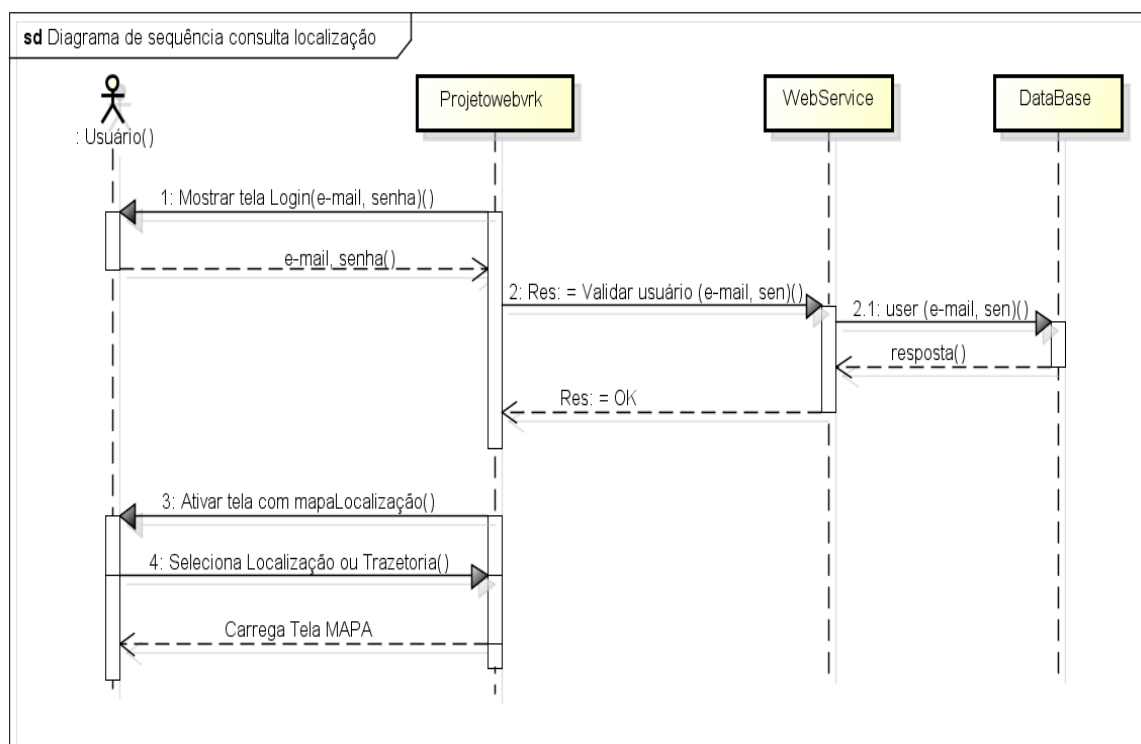 sd Diagrama de sequência consulta localização
: Usuário()
Projetowebvrk
WebService
DataBase
1: Mostrar tela Login(e-mail, senha)()
e-mail, senha()
2: Res: = Validar usuário (e-mail, sen)()
2.1: user (e-mail, sen)()
resposta()
Res: = OK
3: Ativar tela com mapaLocalização()
4: Seleciona Localização ou Trazetoria()
Carrega Tela MAPA